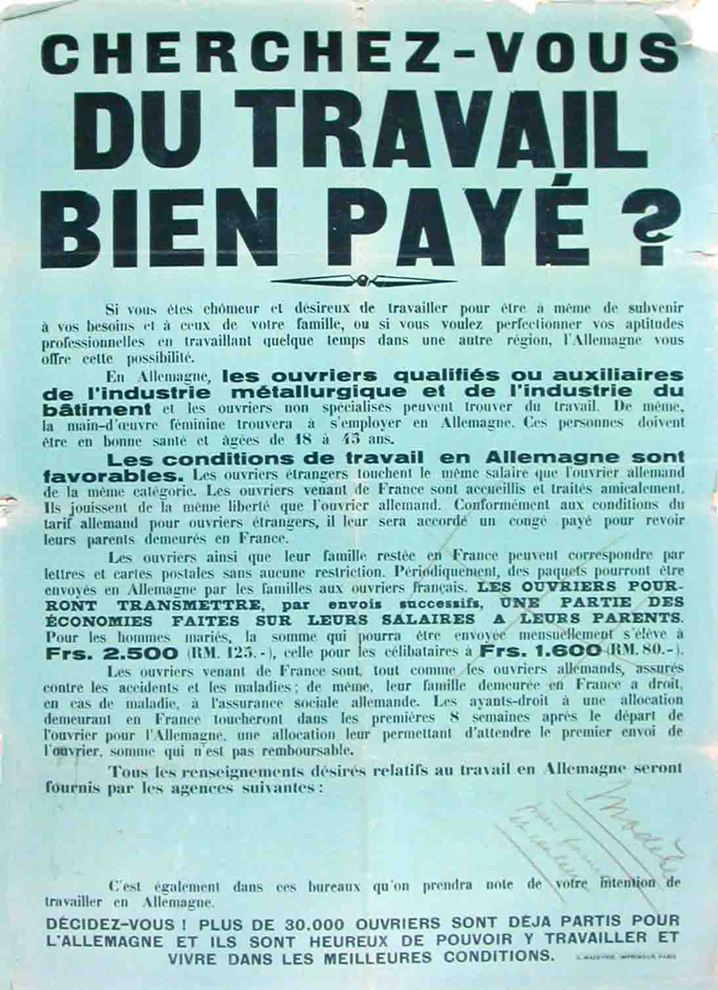 CHERCHEZ-VOUS
DU TRAVAIL
BIEN PAYÉ ?
Si vous êtes chômeur et désireux de travailler pour être à même de subvenir
à vos besoins et à ceux de votre famille, ou si vous voulez perfectionner vos aptitudes
professionnelles en travaillant quelque temps dans une autre région, l'Allemagne vous
offre cette possibilité.
En Allemagne, les ouvriers qualifiés ou auxiliaires
de l'industrie métallurgique et de l'industrie du
bâtiment et les ouvriers non spécialisés peuvent trouver du travail. De même,
la main-d'œuvre féminine trouvera à s'employer en Allemagne. Ces personnes doivent
être en bonne santé et âgées de 18 à 45 ans.
Les conditions de travail en Allemagne sont
favorables. Les ouvriers étrangers touchent le même salaire que l'ouvrier allemand
de la même catégorie. Les ouvriers venant de France sont accueillis et traités amicalement.
Ils jouissent de la même liberté que l'ouvrier allemand. Conformément aux conditions du
tarif allemand pour ouvriers étrangers, il leur sera accordé un congé payé pour revoir
leurs parents demeurés en France.
Les ouvriers ainsi que leur famille restée en France peuvent correspondre par
lettres et cartes postales sans aucune restriction. Périodiquement, des paquets pourront être
envoyés en Allemagne par les familles aux ouvriers français. LES OUVRIERS POUR-
RONT TRANSMETTRE, par envois successifs, UNE PARTIE DES
ÉCONOMIES FAITES SUR LEURS SALAIRES A LEURS PARENTS.
Pour les hommes mariés, la somme qui pourra être envoyée mensuellement s'élève à
Frs. 2.500 (RM. 125.-), celle pour les célibataires à Frs. 1.600 (RM. 80.-).
Les ouvriers venant de France sont, tout comme les ouvriers allemands, assurés
contre les accidents et les maladies ; de même, leur famille demeurée en France a droit,
en cas de maladie, à l'assurance sociale allemande. Les ayants-droit à une allocation
demeurant en France toucheront dans les premières 8 semaines après le départ de
l'ouvrier pour l'Allemagne, une allocation leur permettant d'attendre le premier envoi de
l'ouvrier, somme qui n'est pas remboursable.
Tous les renseignements désirés relatifs au travail en Allemagne seront
fournis par les agences suivantes :
Modèle
C'est également dans ces bureaux qu'on prendra note de votre intention de
travailler en Allemagne.
DÉCIDEZ-VOUS ! PLUS DE 30.000 OUVRIERS SONT DÉJA PARTIS POUR
L'ALLEMAGNE ET ILS SONT HEUREUX DE POUVOIR Y TRAVAILLER ET
VIVRE DANS LES MEILLEURES CONDITIONS.
IMPRIMEUR, PARIS